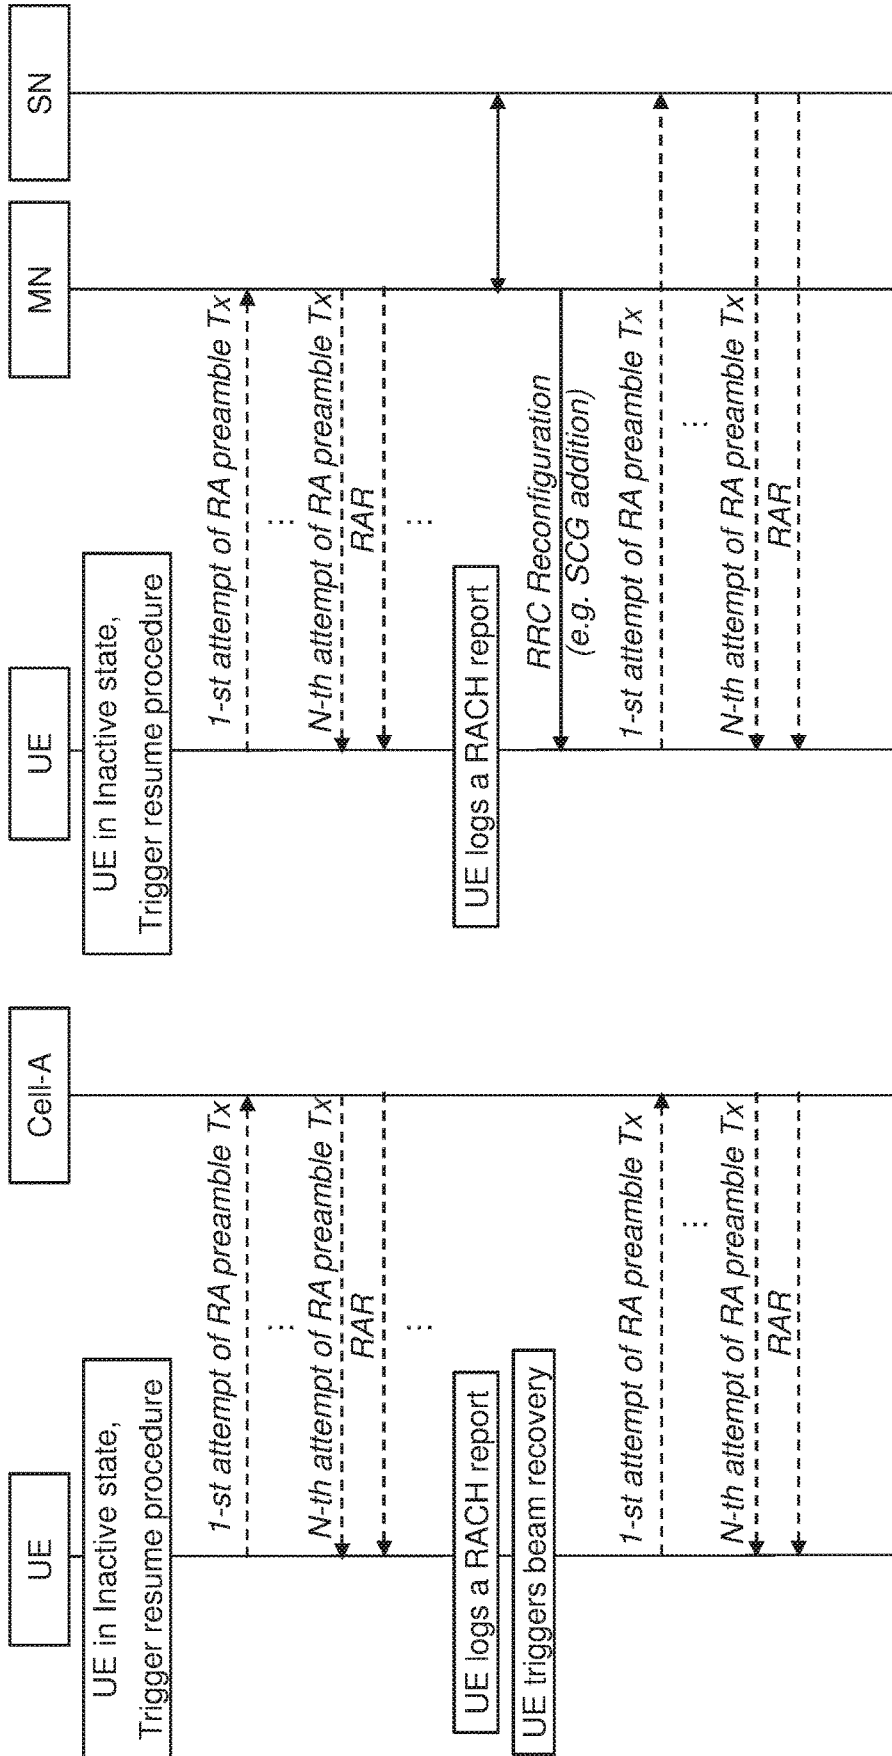 UE
Cell-A
UE in Inactive state,
Trigger resume procedure
1-st attempt of RA preamble Tx
...
N-th attempt of RA preamble Tx
RAR
...
UE logs a RACH report
UE triggers beam recovery
1-st attempt of RA preamble Tx
...
N-th attempt of RA preamble Tx
RAR
UE
MN
SN
UE in Inactive state,
Trigger resume procedure
1-st attempt of RA preamble Tx
...
N-th attempt of RA preamble Tx
RAR
...
UE logs a RACH report
RRC Reconfiguration
(e.g. SCG addition)
1-st attempt of RA preamble Tx
...
N-th attempt of RA preamble Tx
RAR